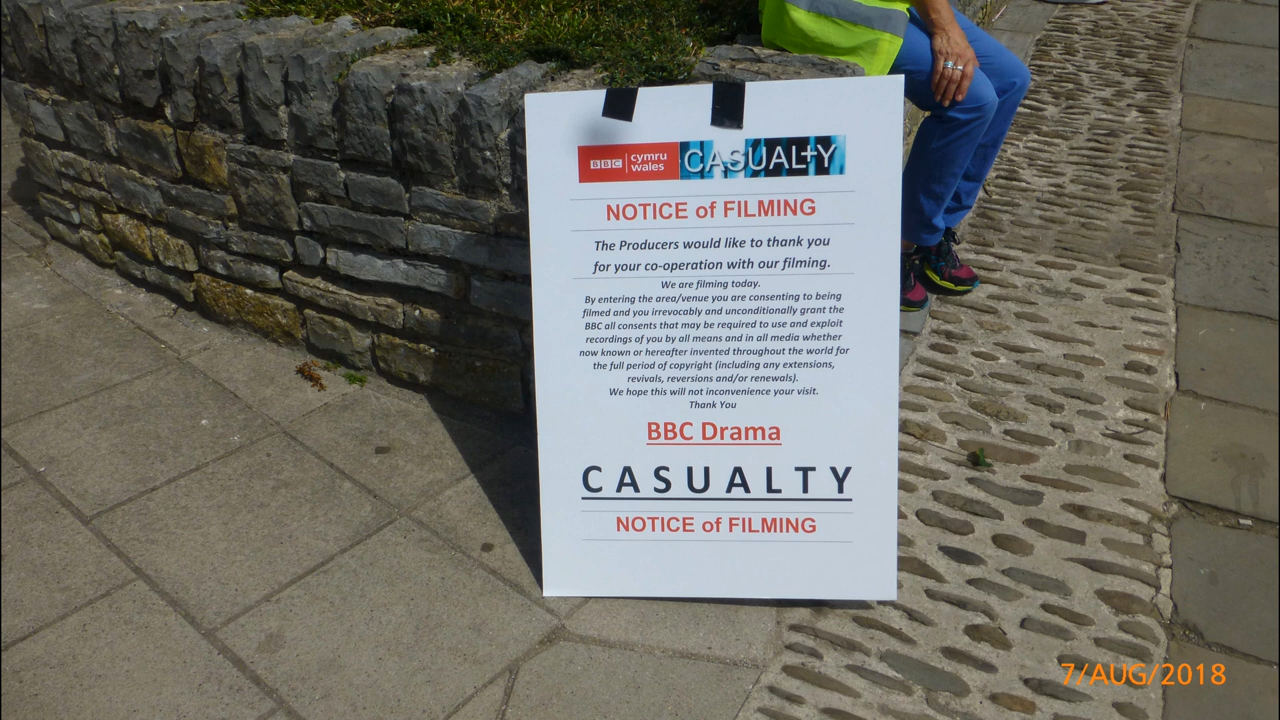 BBC cymru wales CASUALTY
NOTICE of FILMING
The Producers would like to thank you
for your co-operation with our filming.
We are filming today.
By entering the area/venue you are consenting to being
filmed and you irrevocably and unconditionally grant the
BBC all consents that may be required to use and exploit
recordings of you by all means and in all media whether
now known or hereafter invented throughout the world for
the full period of copyright (including any extensions,
revivals, reversions and/or renewals).
We hope this will not inconvenience your visit.
Thank You
BBC Drama
CASUALTY
NOTICE of FILMING
7/AUG/2018